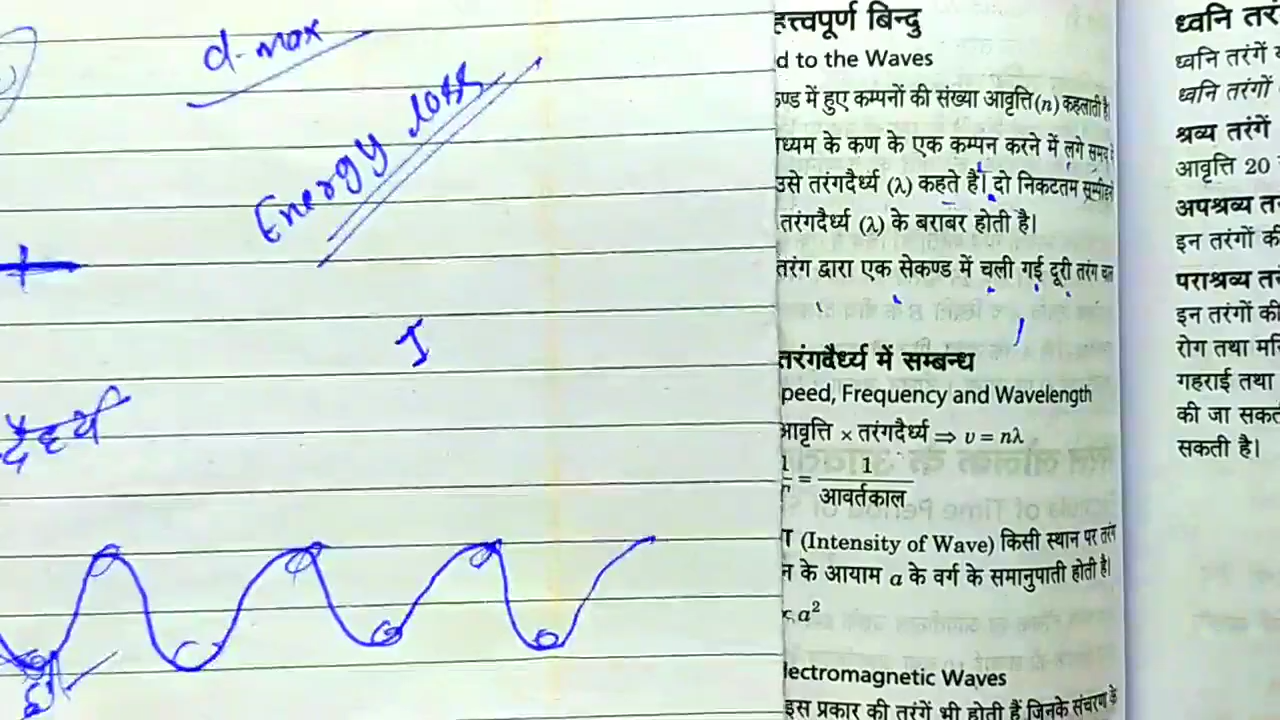 d-max
Energy loss
I
दैर्ध्य
हत्त्वपूर्ण बिन्दु
d to the Waves
ण्ड में हुए कम्पनों की संख्या आवृत्ति (n) कहलाती है।
ाध्यम के कण के एक कम्पन करने में लगे समय
उसे तरंगदैर्ध्य (λ) कहते हैं। दो निकटतम
तरंगदैर्ध्य (λ) के बराबर होती है।
तरंग द्वारा एक सेकण्ड में चली गई दूरी तरंग चाल
तरंगदैर्ध्य में सम्बन्ध
peed, Frequency and Wavelength
आवृत्ति × तरंगदैर्ध्य ⇒ υ = nλ
= 1/आवर्तकाल
(Intensity of Wave) किसी स्थान पर तरंग
न के आयाम a के वर्ग के समानुपाती होती है।
a²
lectromagnetic Waves
इस प्रकार की तरंगें भी होती हैं जिनके संचरण के
ध्वनि तरं
ध्वनि तरंगें
ध्वनि तरंगों
श्रव्य तरंगें
आवृत्ति 20
अपश्रव्य तर
इन तरंगों की
पराश्रव्य तर
इन तरंगों की
रोग तथा मि
गहराई तथा
की जा सकत
सकती है।